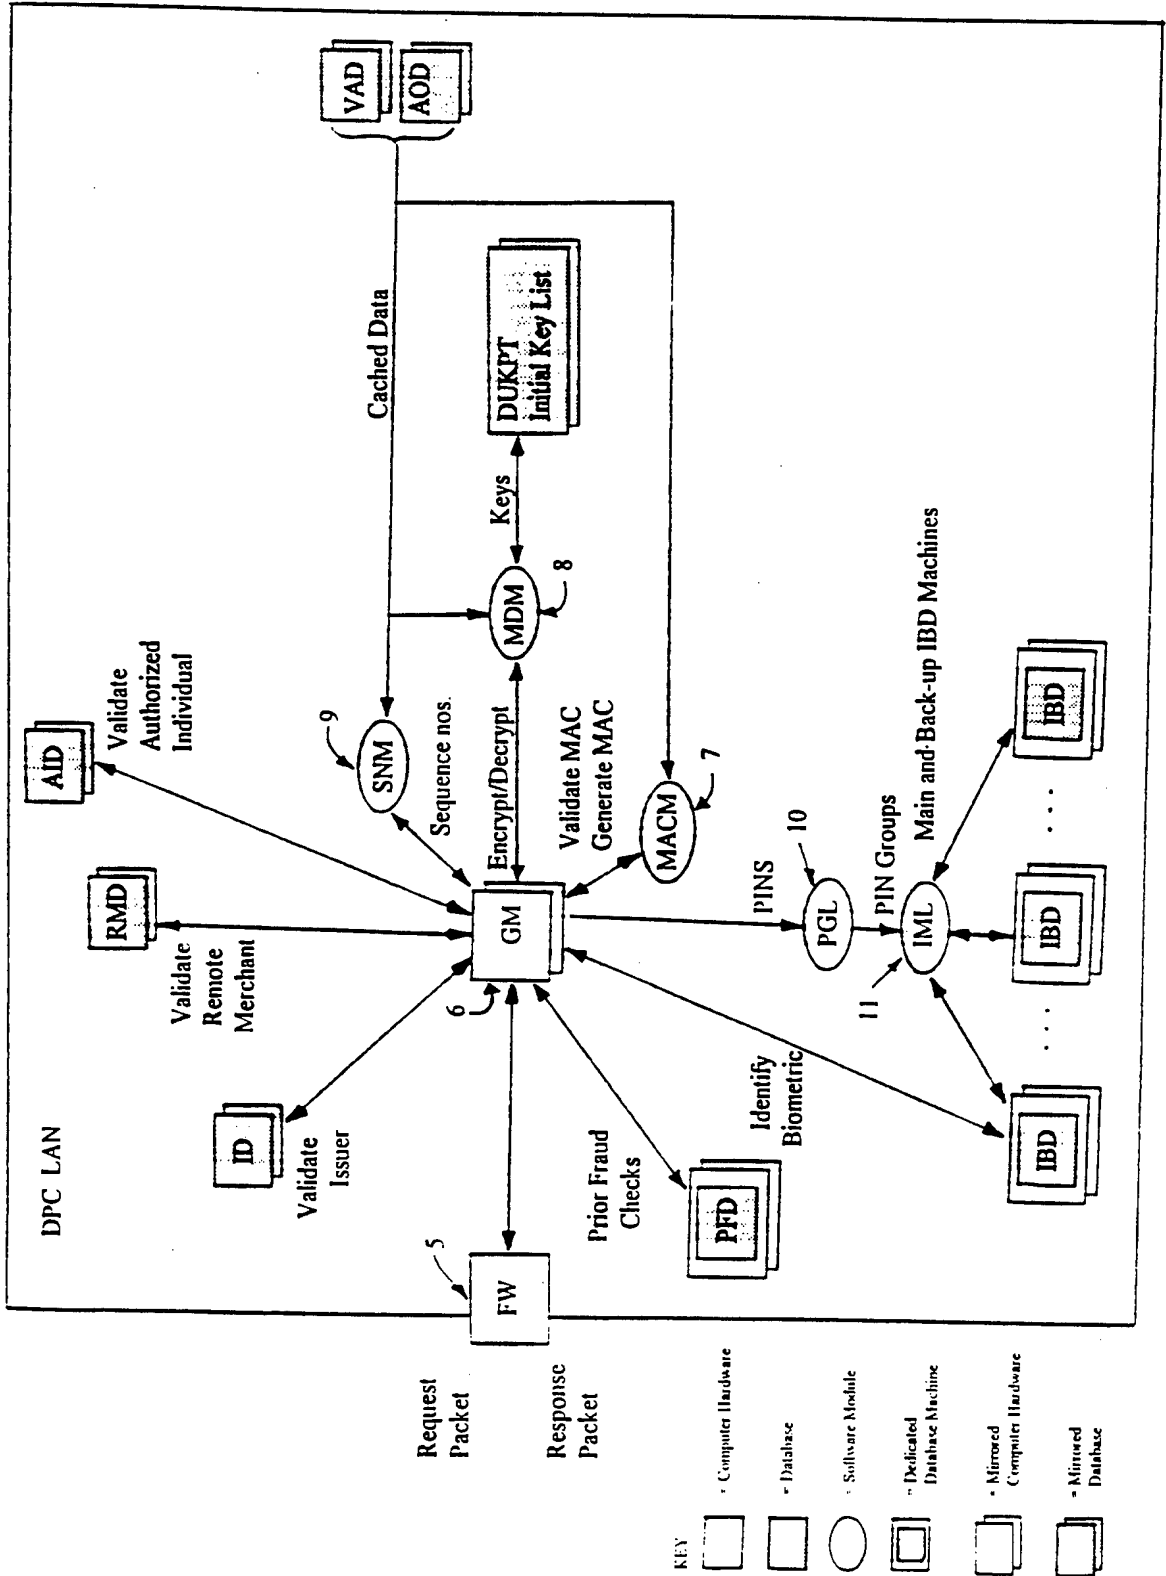 DPC LAN
Request
Packet
Response
Packet
5
FW
ID
Validate
Issuer
RMD
Validate
Remote
Merchant
AID
Validate
Authorized
Individual
6
GM
SNM
9
Sequence nos.
Encrypt/Decrypt
MDM
8
Keys
DUKPT
Initial Key List
Cached Data
VAD
AOD
Validate MAC
Generate MAC
MACM
7
Prior Fraud
Checks
PFD
Identify
Biometric
PINS
PGL
10
PIN Groups
IML
11
Main and Back-up IBD Machines
IBD
. . . .
IBD
. . . .
IBD
KEY
= Computer Hardware
= Database
= Software Module
= Dedicated
Database Machine
= Mirrored
Computer Hardware
= Mirrored
Database